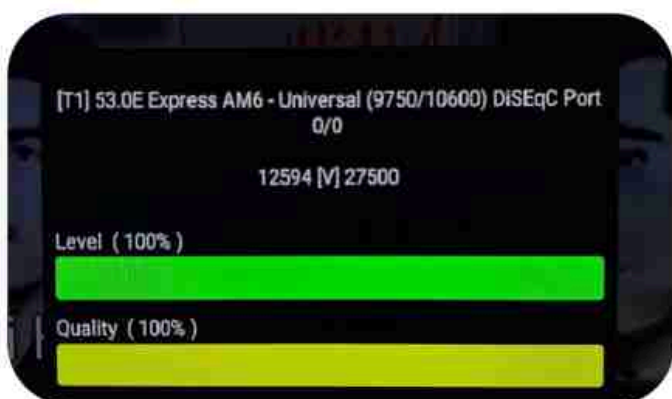 [T1] 53.0E Express AM6 - Universal (9750/10600) DiSEqC Port
0/0
12594 [V] 27500
Level ( 100% )
Quality ( 100% )